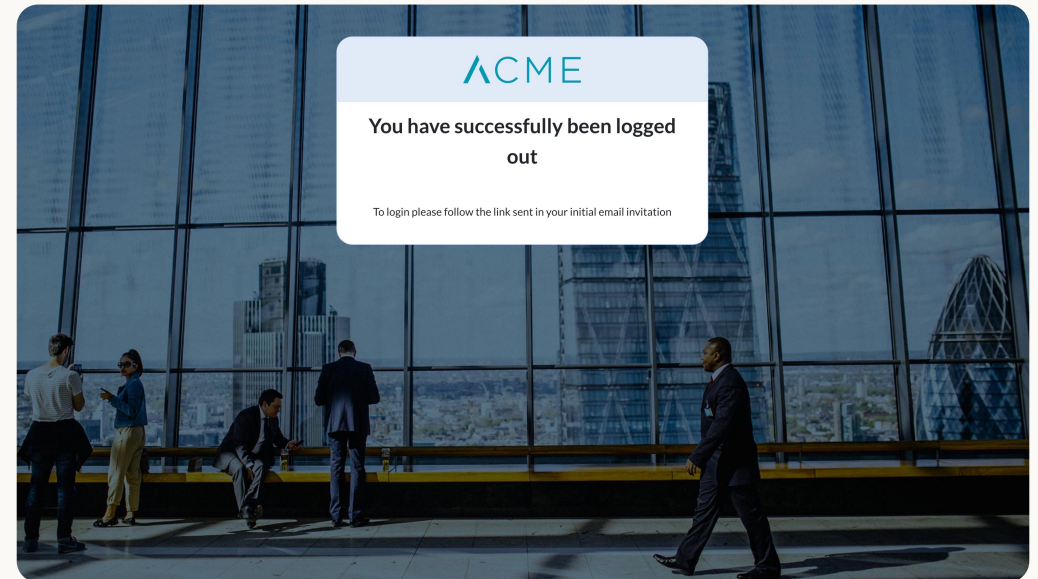 ACME
You have successfully been logged
out
To login please follow the link sent in your initial email invitation